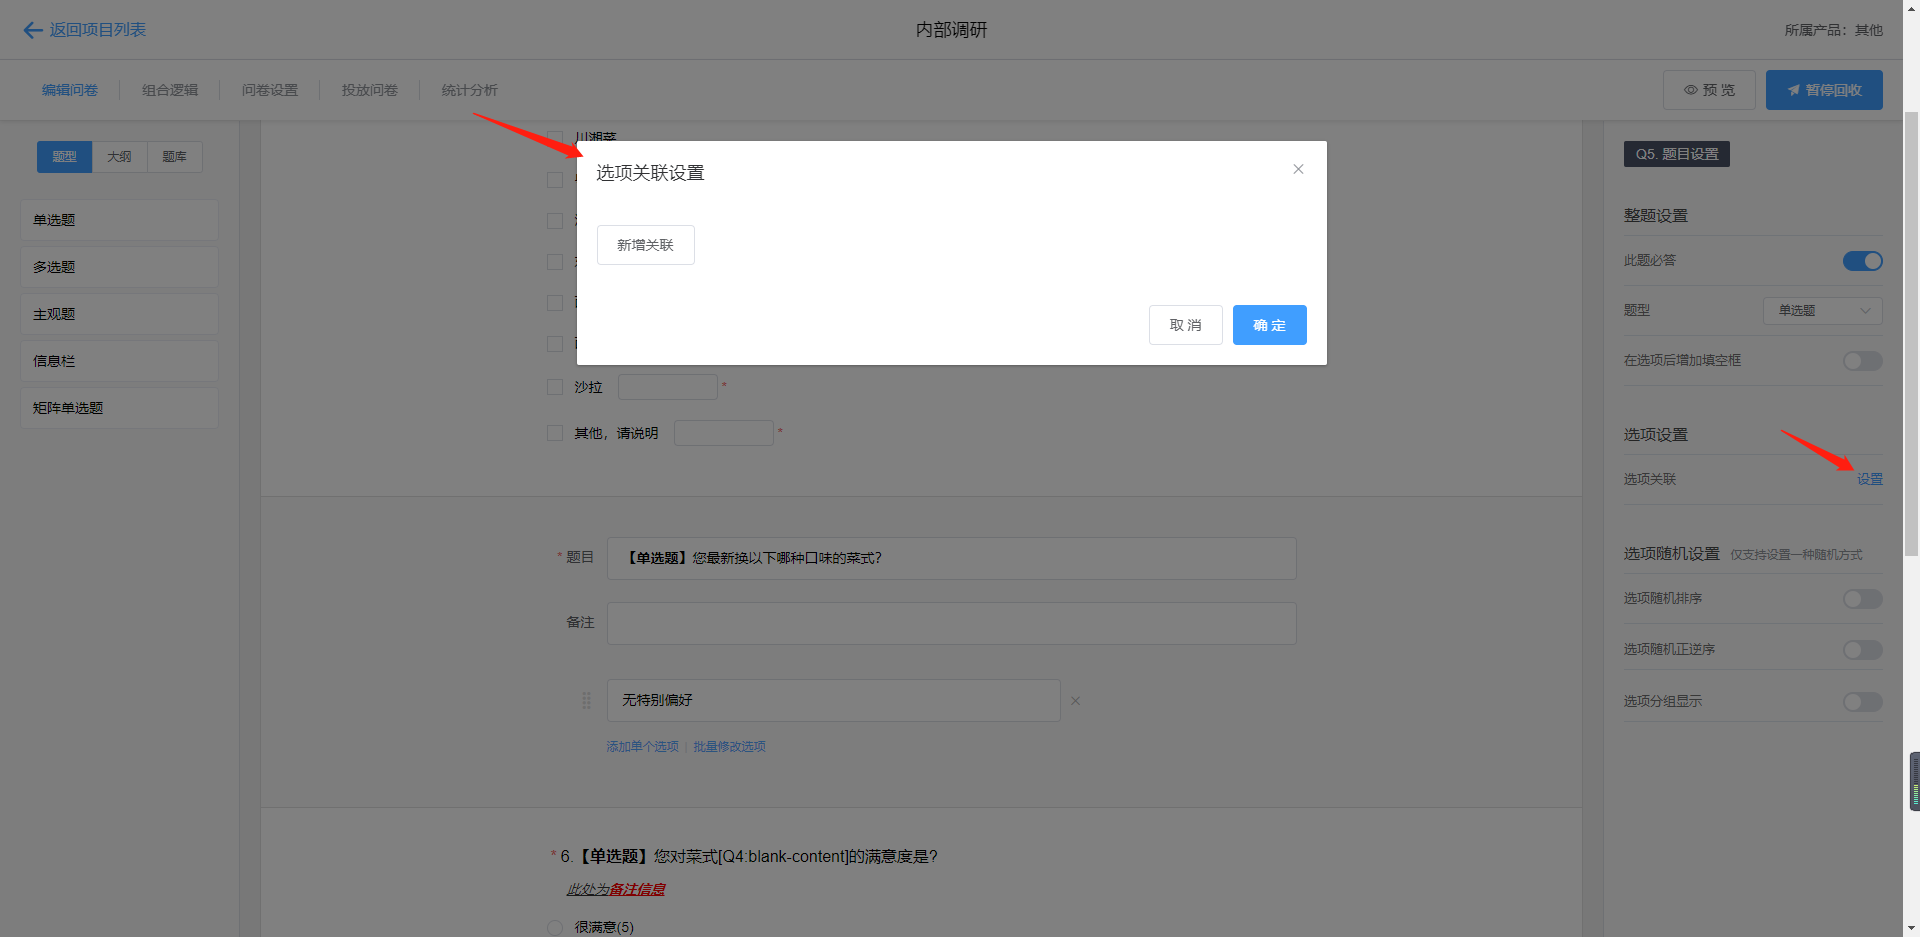 返回项目列表
内部调研
所属产品：其他
编辑问卷
组合逻辑
问卷设置
投放问卷
统计分析
预 览
暂停回收
题型
大纲
题库
单选题
多选题
主观题
信息栏
矩阵单选题
川湘菜
选项关联设置
新增关联
取 消
确 定
沙拉 *
其他，请说明 *
* 题目
【单选题】您最新换以下哪种口味的菜式？
备注
无特别偏好
添加单个选项 | 批量修改选项
* 6.【单选题】您对菜式[Q4:blank-content]的满意度是？
此处为备注信息
很满意(5)
Q5. 题目设置
整题设置
此题必答
题型
单选题
在选项后增加填空框
选项设置
选项关联
设置
选项随机设置 仅支持设置一种随机方式
选项随机排序
选项随机正逆序
选项分组显示